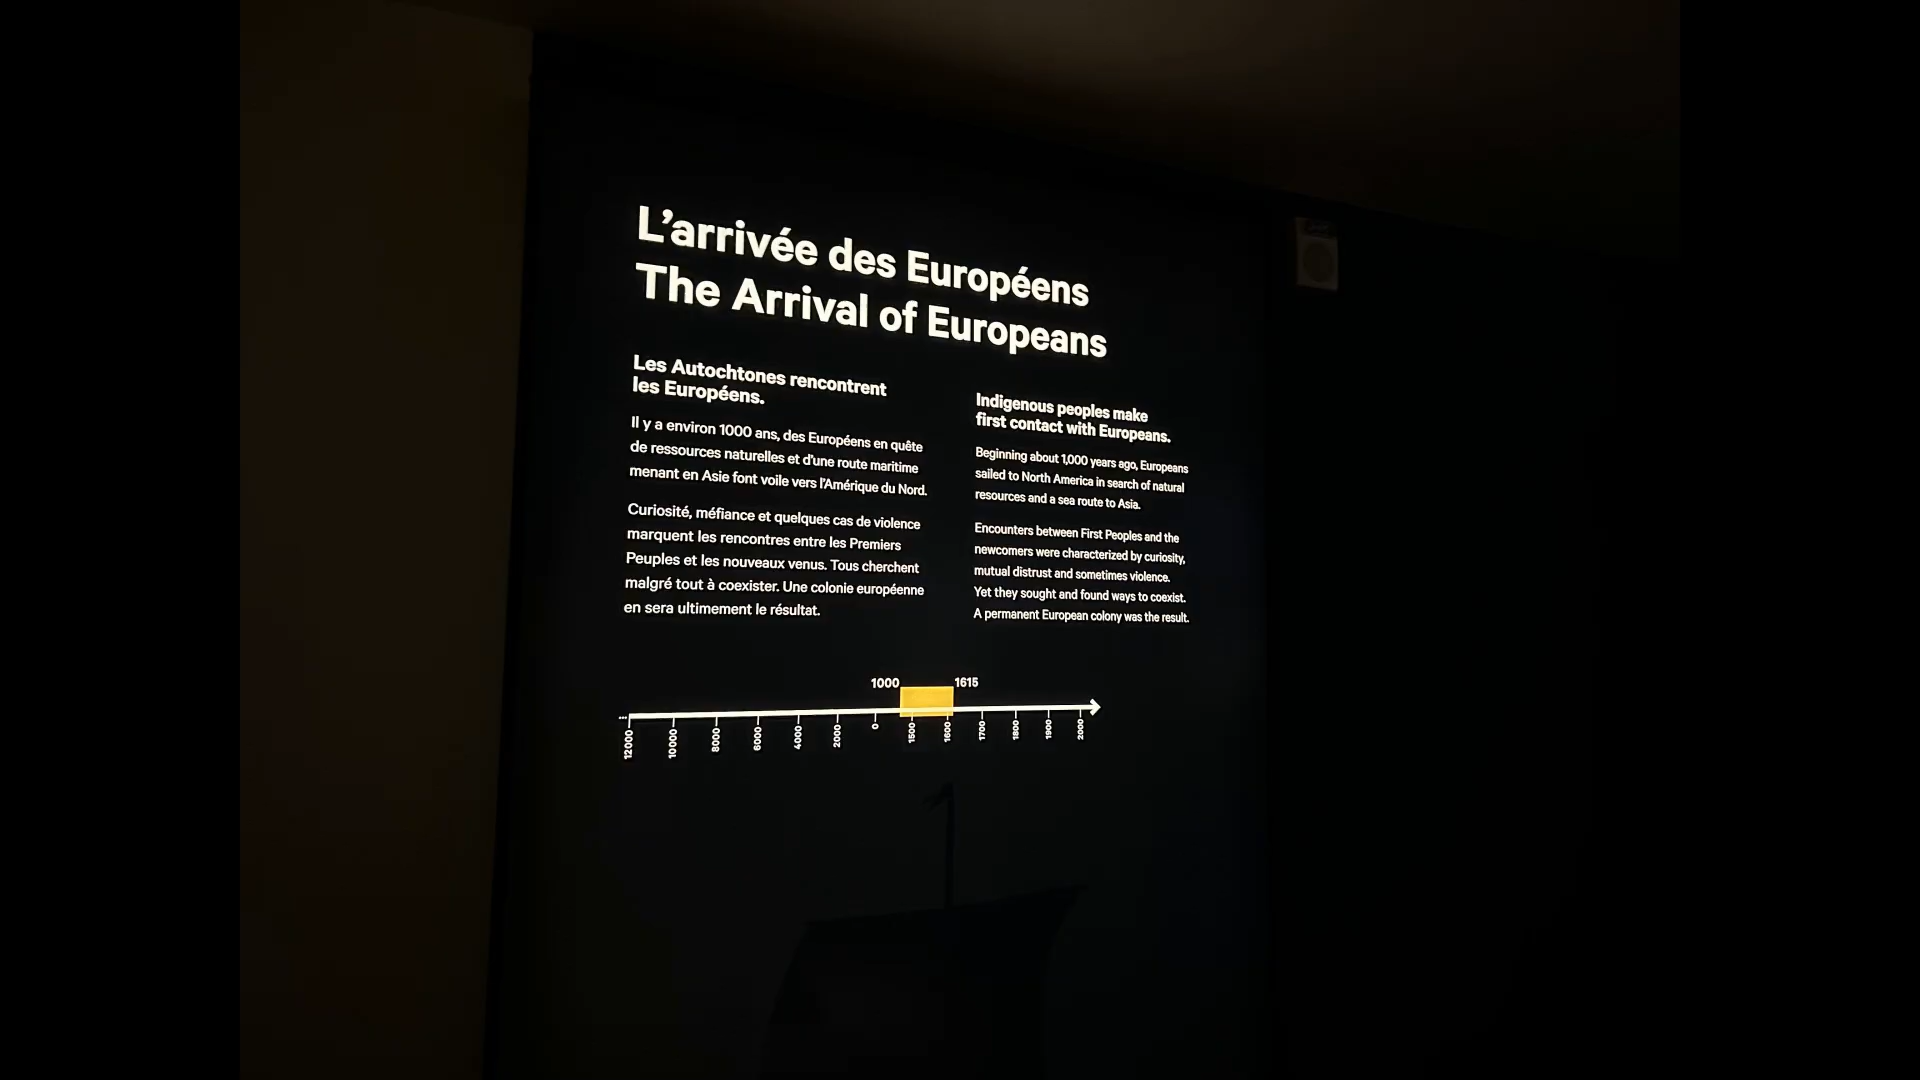 L'arrivée des Européens
The Arrival of Europeans
Les Autochtones rencontrent
les Européens.
Il y a environ 1000 ans, des Européens en quête
de ressources naturelles et d'une route maritime
menant en Asie font voile vers l'Amérique du Nord.
Curiosité, méfiance et quelques cas de violence
marquent les rencontres entre les Premiers
Peuples et les nouveaux venus. Tous cherchent
malgré tout à coexister. Une colonie européenne
en sera ultimement le résultat.
Indigenous peoples make
first contact with Europeans.
Beginning about 1,000 years ago, Europeans
sailed to North America in search of natural
resources and a sea route to Asia.
Encounters between First Peoples and the
newcomers were characterized by curiosity,
mutual distrust and sometimes violence.
Yet they sought and found ways to coexist.
A permanent European colony was the result.
1000 1615
... 12000 10000 8000 6000 4000 2000 0 1500 1600 1700 1800 1900 2000